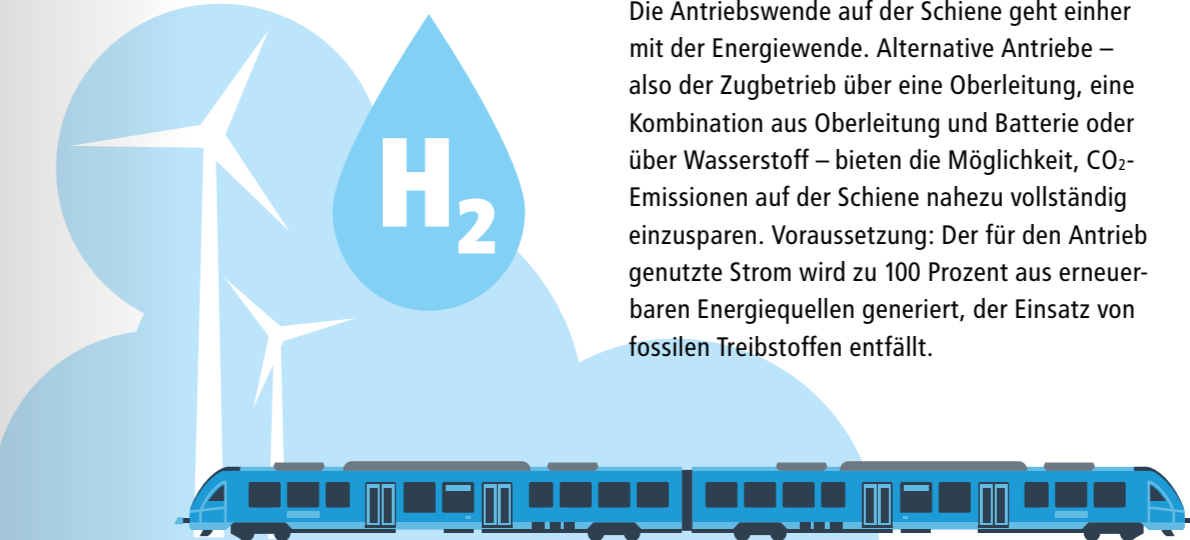 H₂
Die Antriebswende auf der Schiene geht einher
mit der Energiewende. Alternative Antriebe –
also der Zugbetrieb über eine Oberleitung, eine
Kombination aus Oberleitung und Batterie oder
über Wasserstoff – bieten die Möglichkeit, CO₂-
Emissionen auf der Schiene nahezu vollständig
einzusparen. Voraussetzung: Der für den Antrieb
genutzte Strom wird zu 100 Prozent aus erneuer-
baren Energiequellen generiert, der Einsatz von
fossilen Treibstoffen entfällt.